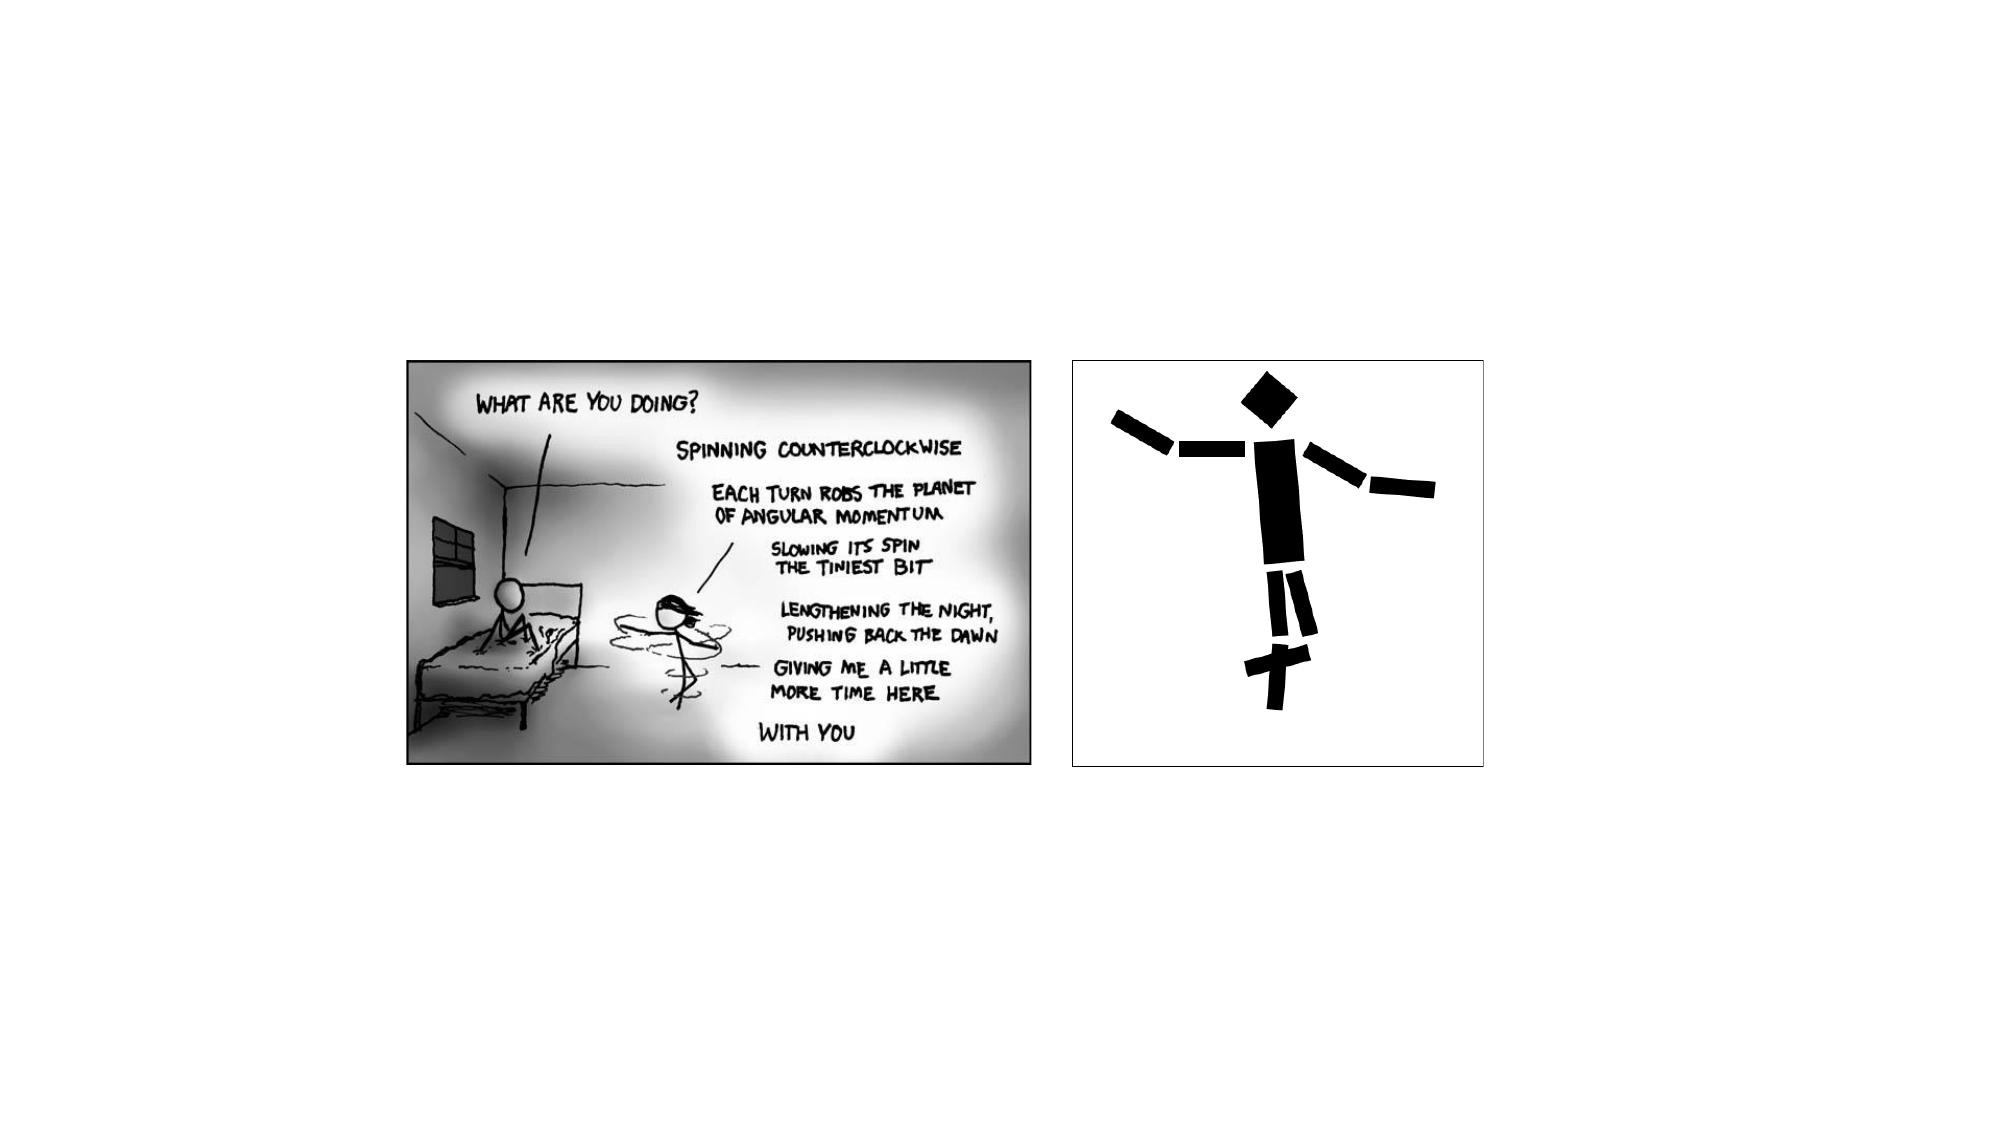 WHAT ARE YOU DOING?
SPINNING COUNTERCLOCKWISE
EACH TURN ROBS THE PLANET
OF ANGULAR MOMENTUM
SLOWING ITS SPIN
THE TINIEST BIT
LENGTHENING THE NIGHT,
PUSHING BACK THE DAWN
GIVING ME A LITTLE
MORE TIME HERE
WITH YOU